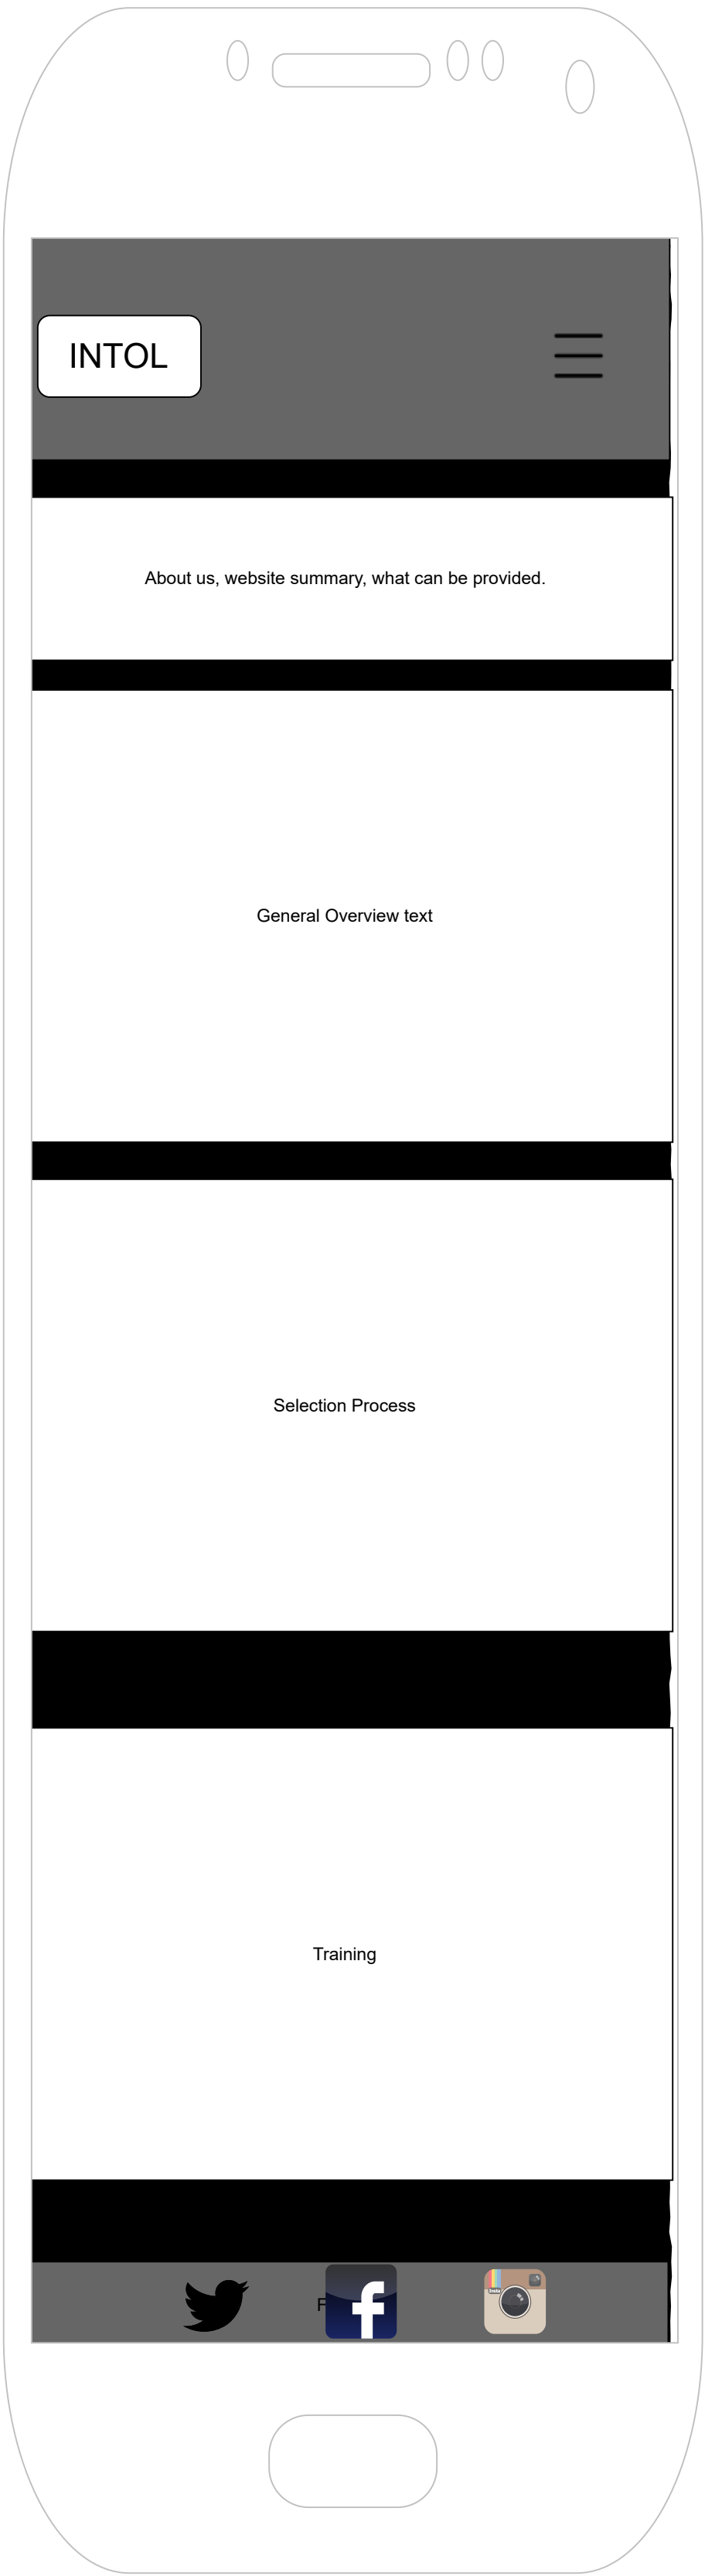 INTOL
About us, website summary, what can be provided.
General Overview text
Selection Process
Training
F
f